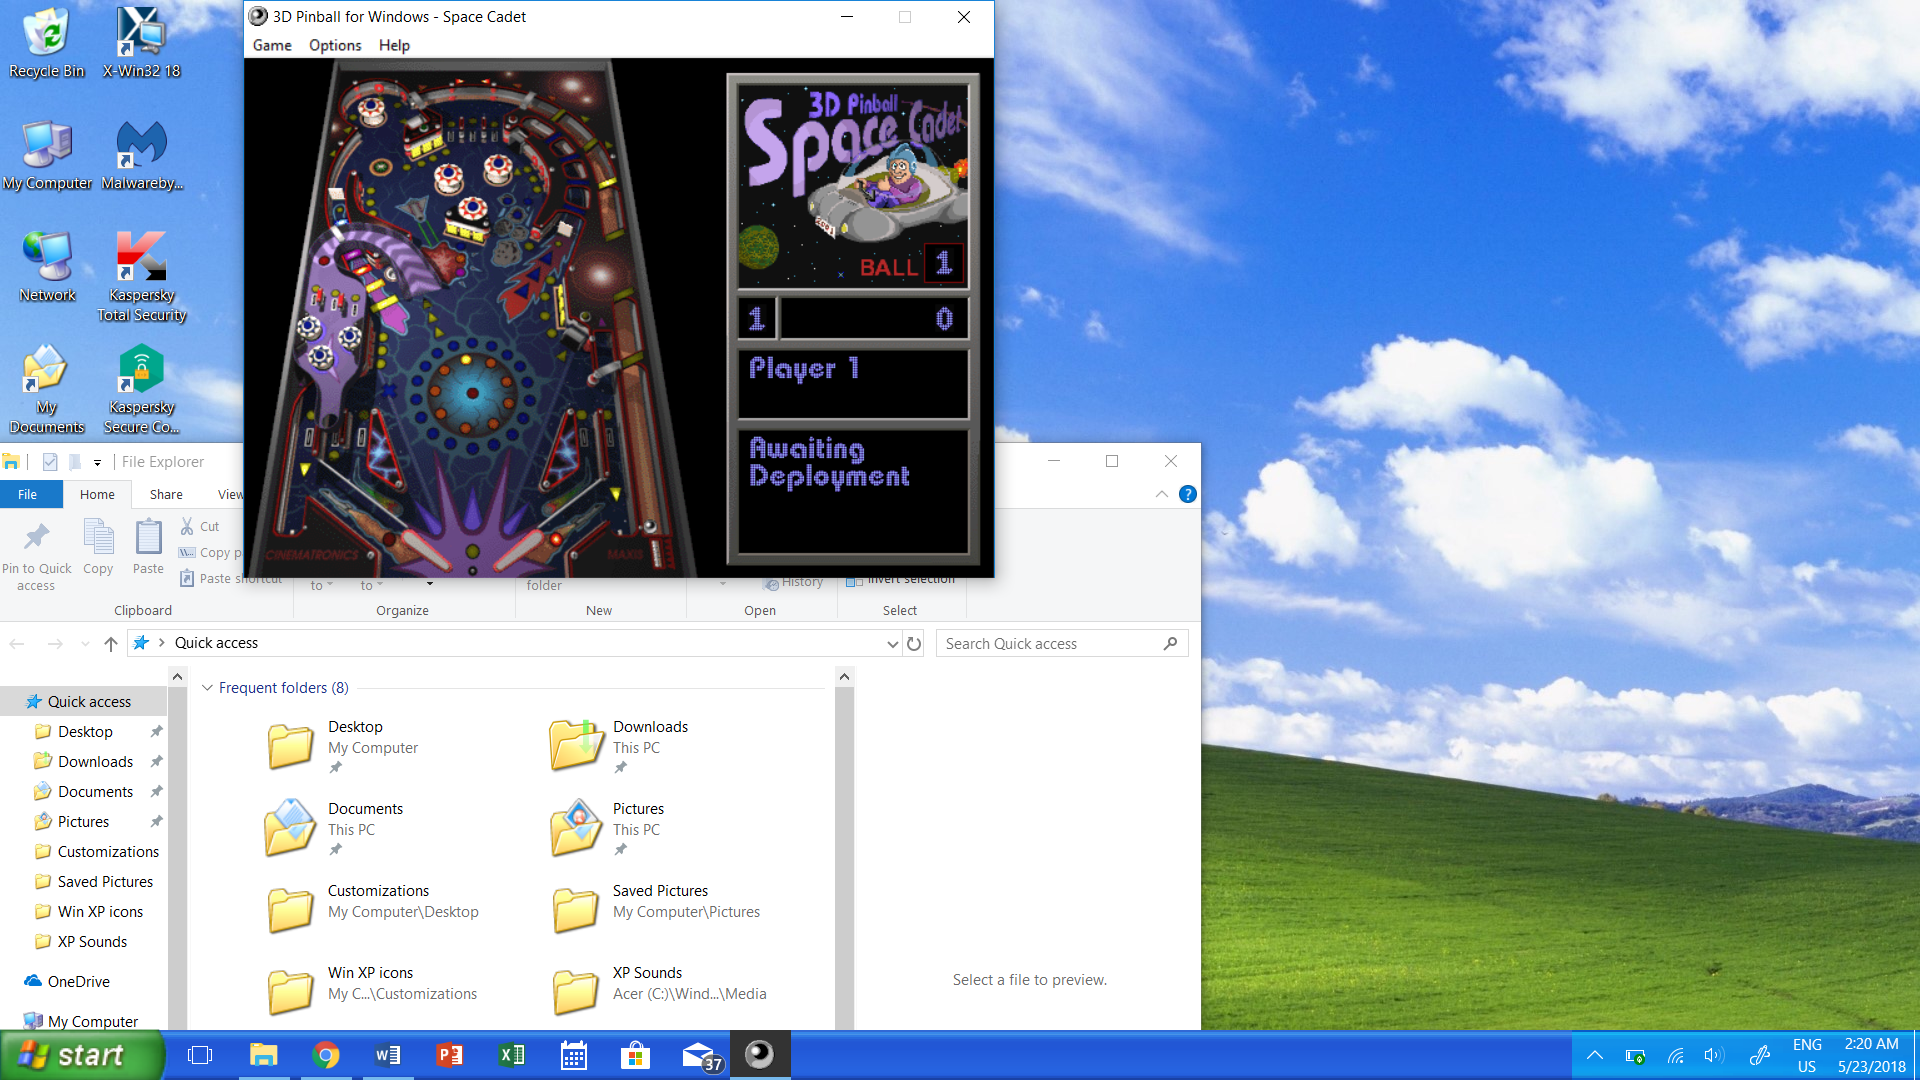 3D Pinball for Windows - Space Cadet
Game Options Help
Recycle Bin
X-Win32 18
My Computer
Malwareby...
Network
Kaspersky
Total Security
My
Documents
Kaspersky
Secure Co...
3D Pinball
Space Cadet
BALL 1
1 0
Player 1
Awaiting
Deployment
CINEMATRONICS
MAXIS
File Explorer
File Home Share View
Pin to Quick
access
Copy
Paste
Cut
Copy p
Paste shortcut
to
to
folder
History
Invert selection
Clipboard
Organize
New
Open
Select
Quick access
Search Quick access
Quick access
Desktop
Downloads
Documents
Pictures
Customizations
Saved Pictures
Win XP icons
XP Sounds
OneDrive
My Computer
Frequent folders (8)
Desktop
My Computer
Downloads
This PC
Documents
This PC
Pictures
This PC
Customizations
My Computer\Desktop
Saved Pictures
My Computer\Pictures
Win XP icons
My C...\Customizations
XP Sounds
Acer (C:)\Wind...\Media
Select a file to preview.
start
37
ENG
US
2:20 AM
5/23/2018